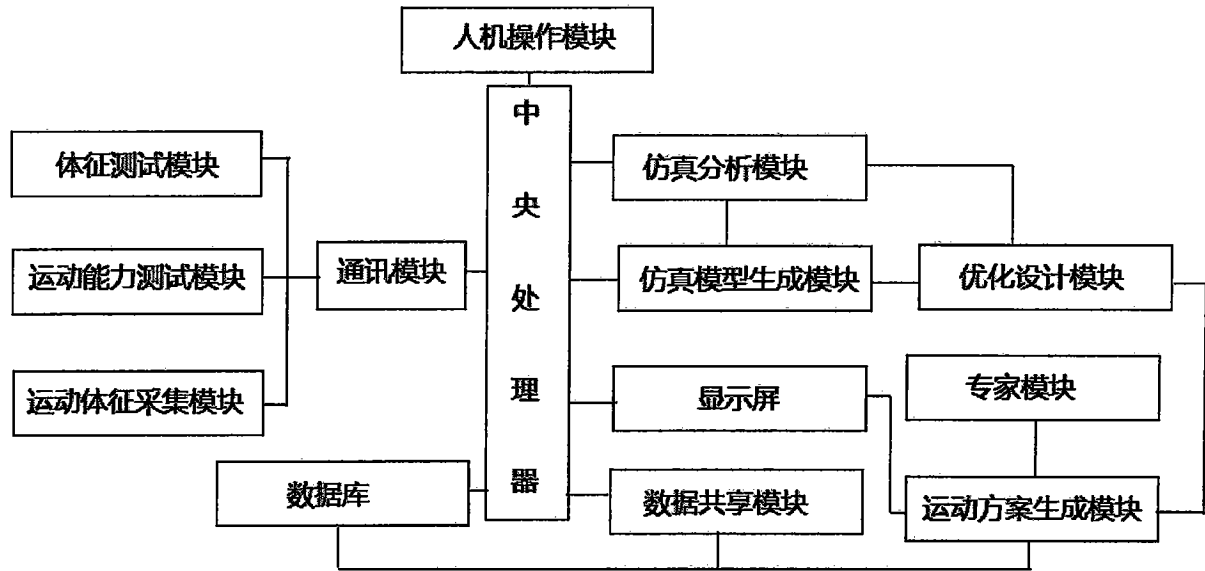 人机操作模块
中央处理器
体征测试模块
仿真分析模块
运动能力测试模块
通讯模块
仿真模型生成模块
优化设计模块
运动体征采集模块
显示屏
专家模块
数据库
数据共享模块
运动方案生成模块